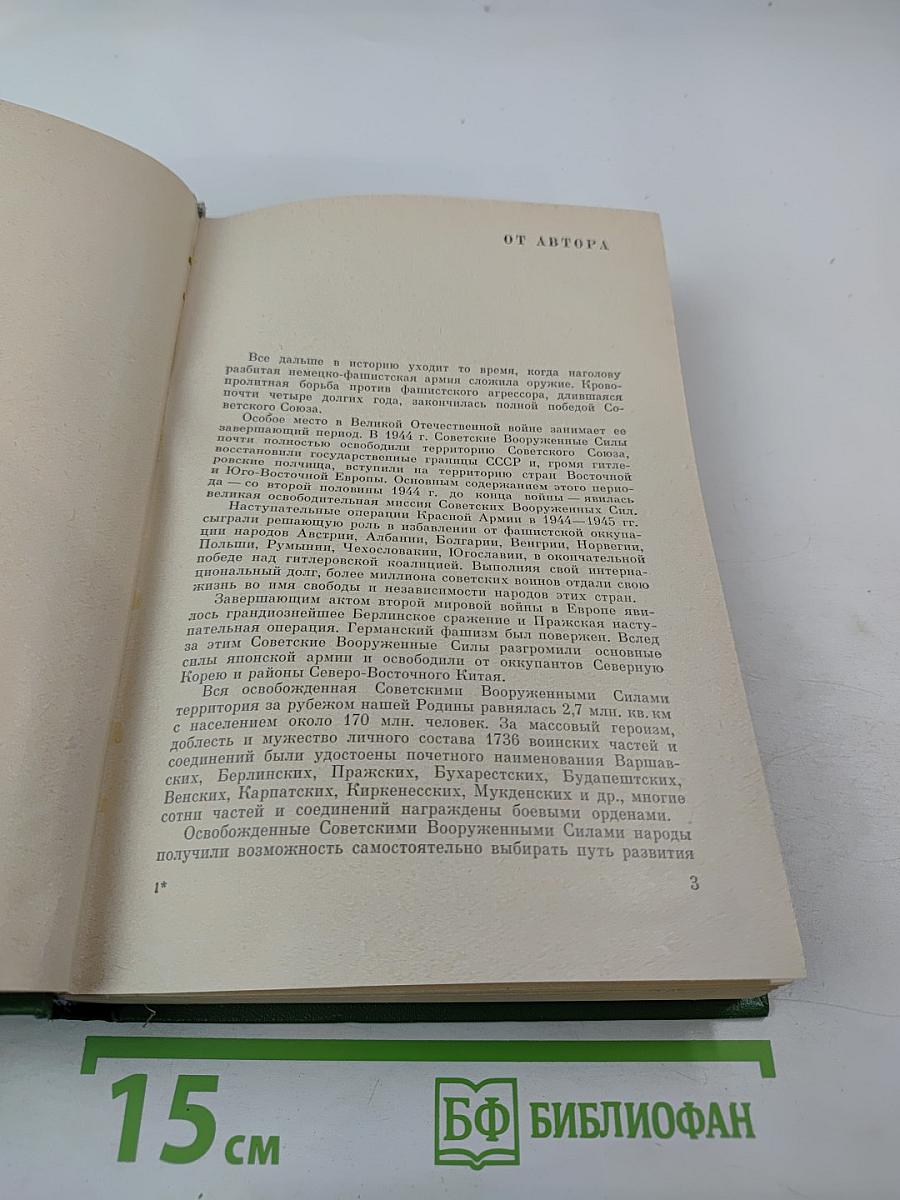 ОТ АВТОРА
Все дальше в историю уходит то время, когда наголову
разбитая немецко-фашистская армия сложила оружие. Крово-
пролитная борьба против фашистского агрессора, длившаяся
почти четыре долгих года, закончилась полной победой Со-
ветского Союза.
Особое место в Великой Отечественной войне занимает ее
завершающий период. В 1944 г. Советские Вооруженные Силы
почти полностью освободили территорию Советского Союза,
восстановили государственные границы СССР и, громя гитле-
ровские полчища, вступили на территорию стран Восточной
и Юго-Восточной Европы. Основным содержанием этого перио-
да — со второй половины 1944 г. до конца войны — явилась
великая освободительная миссия Советских Вооруженных Сил.
Наступательные операции Красной Армии в 1944—1945 гг.
сыграли решающую роль в избавлении от фашистской оккупа-
ции народов Австрии, Албании, Болгарии, Венгрии, Норвегии,
Польши, Румынии, Чехословакии, Югославии, в окончательной
победе над гитлеровской коалицией. Выполняя свой интерна-
циональный долг, более миллиона советских воинов отдали свою
жизнь во имя свободы и независимости народов этих стран.
Завершающим актом второй мировой войны в Европе яви-
лось грандиознейшее Берлинское сражение и Пражская насту-
пательная операция. Германский фашизм был повержен. Вслед
за этим Советские Вооруженные Силы разгромили основные
силы японской армии и освободили от оккупантов Северную
Корею и районы Северо-Восточного Китая.
Вся освобожденная Советскими Вооруженными Силами
территория за рубежом нашей Родины равнялась 2,7 млн. кв. км
с населением около 170 млн. человек. За массовый героизм,
доблесть и мужество личного состава 1736 воинских частей и
соединений были удостоены почетного наименования Варшав-
ских, Берлинских, Пражских, Бухарестских, Будапештских,
Венских, Карпатских, Киркенесских, Мукденских и др., многие
сотни частей и соединений награждены боевыми орденами.
Освобожденные Советскими Вооруженными Силами народы
получили возможность самостоятельно выбирать путь развития
1*
3
15 см
БФ БИБЛИОФАН